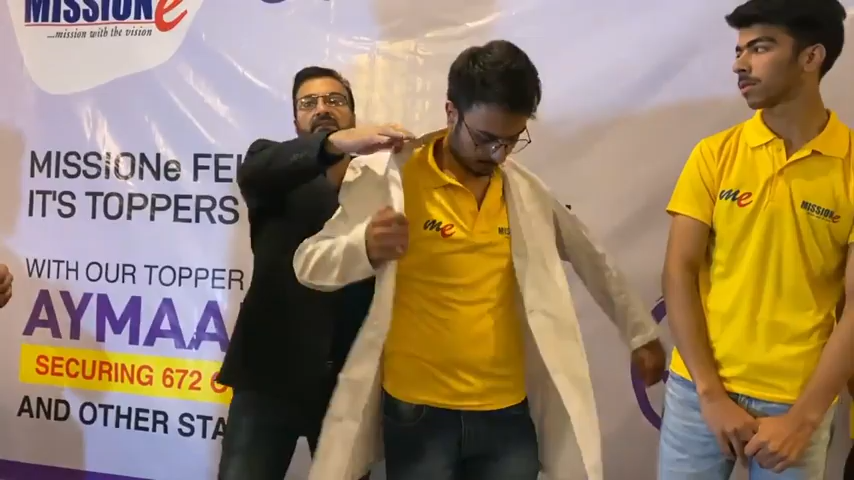 MISSIONe
...mission with the vision
MISSIONe FEL
IT'S TOPPERS
WITH OUR TOPPER
AYMAA
SECURING 672
AND OTHER STA
me
me
MISSIONe